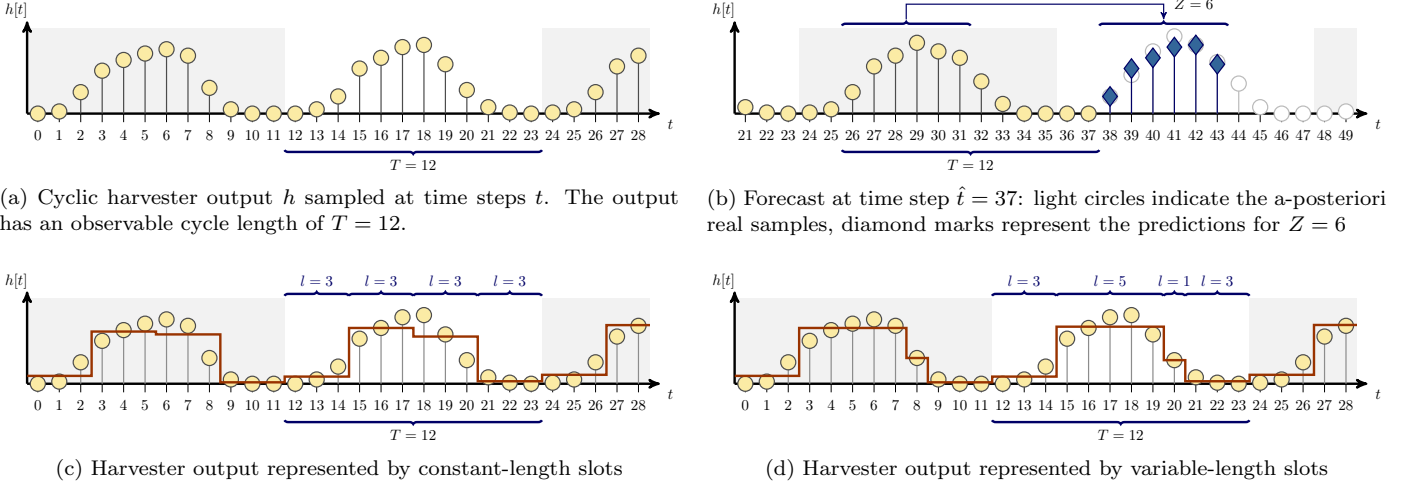 h[t]
0 1 2 3 4 5 6 7 8 9 10 11 12 13 14 15 16 17 18 19 20 21 22 23 24 25 26 27 28
t
T = 12
(a) Cyclic harvester output h sampled at time steps t. The output
has an observable cycle length of T = 12.
h[t]
Z = 6
21 22 23 24 25 26 27 28 29 30 31 32 33 34 35 36 37 38 39 40 41 42 43 44 45 46 47 48 49
t
T = 12
(b) Forecast at time step t̂ = 37: light circles indicate the a-posteriori
real samples, diamond marks represent the predictions for Z = 6
h[t]
l = 3 l = 3 l = 3 l = 3
0 1 2 3 4 5 6 7 8 9 10 11 12 13 14 15 16 17 18 19 20 21 22 23 24 25 26 27 28
t
T = 12
(c) Harvester output represented by constant-length slots
h[t]
l = 3 l = 5 l = 1 l = 3
0 1 2 3 4 5 6 7 8 9 10 11 12 13 14 15 16 17 18 19 20 21 22 23 24 25 26 27 28
t
T = 12
(d) Harvester output represented by variable-length slots